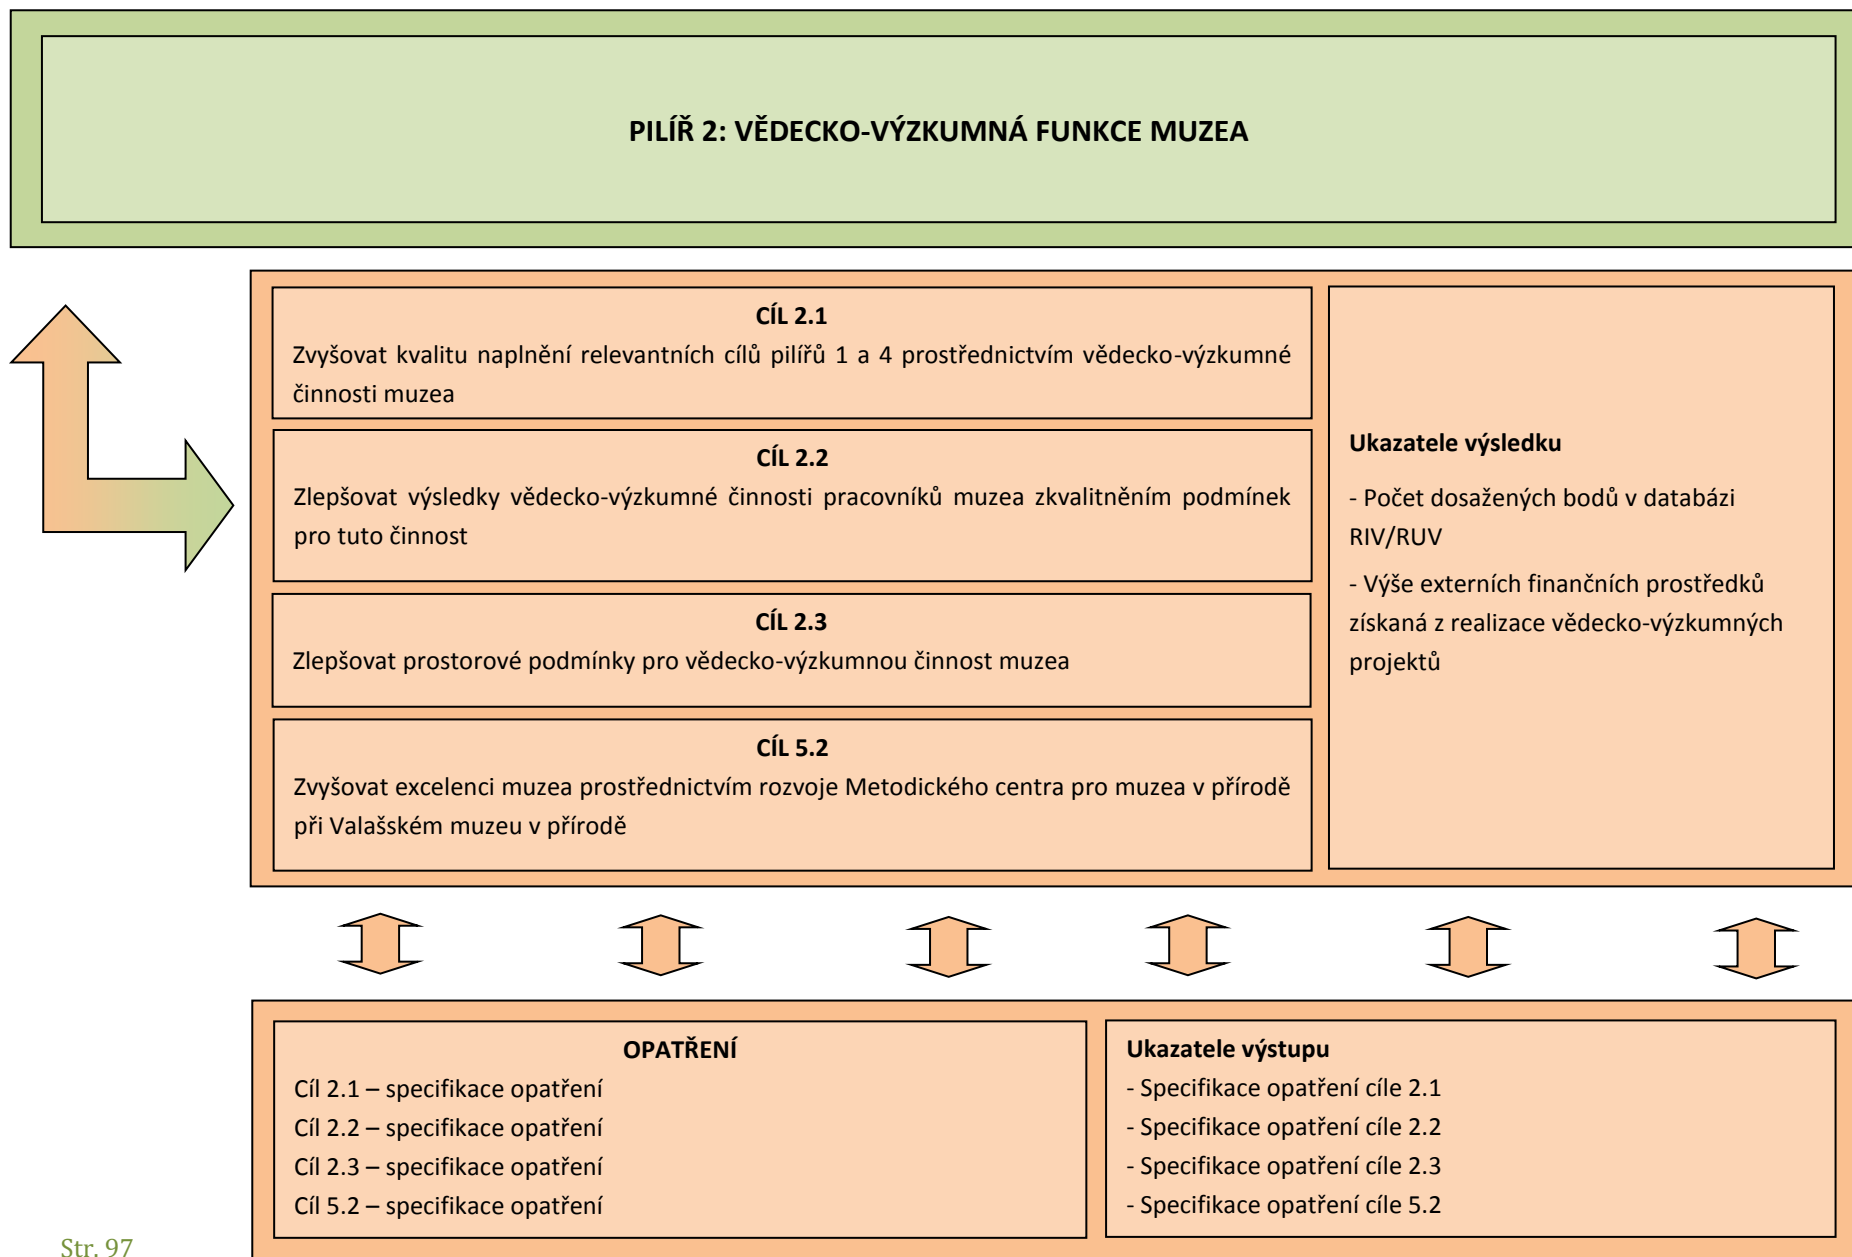 PILÍŘ 2: VĚDECKO-VÝZKUMNÁ FUNKCE MUZEA
CÍL 2.1
Zvyšovat kvalitu naplnění relevantních cílů pilířů 1 a 4 prostřednictvím vědecko-výzkumné
činnosti muzea
CÍL 2.2
Zlepšovat výsledky vědecko-výzkumné činnosti pracovníků muzea zkvalitněním podmínek
pro tuto činnost
CÍL 2.3
Zlepšovat prostorové podmínky pro vědecko-výzkumnou činnost muzea
CÍL 5.2
Zvyšovat excelenci muzea prostřednictvím rozvoje Metodického centra pro muzea v přírodě
při Valašském muzeu v přírodě
Ukazatele výsledku
- Počet dosažených bodů v databázi
RIV/RUV
- Výše externích finančních prostředků
získaná z realizace vědecko-výzkumných
projektů
OPATŘENÍ
Cíl 2.1 – specifikace opatření
Cíl 2.2 – specifikace opatření
Cíl 2.3 – specifikace opatření
Cíl 5.2 – specifikace opatření
Ukazatele výstupu
- Specifikace opatření cíle 2.1
- Specifikace opatření cíle 2.2
- Specifikace opatření cíle 2.3
- Specifikace opatření cíle 5.2
Str. 97